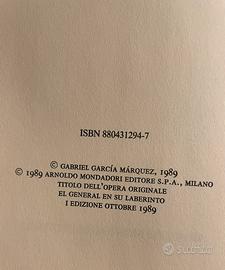 ISBN 880431294-7
© GABRIEL GARCÍA MÁRQUEZ, 1989
© 1989 ARNOLDO MONDADORI EDITORE S.P.A., MILANO
TITOLO DELL'OPERA ORIGINALE
EL GENERAL EN SU LABERINTO
I EDIZIONE OTTOBRE 1989
subito